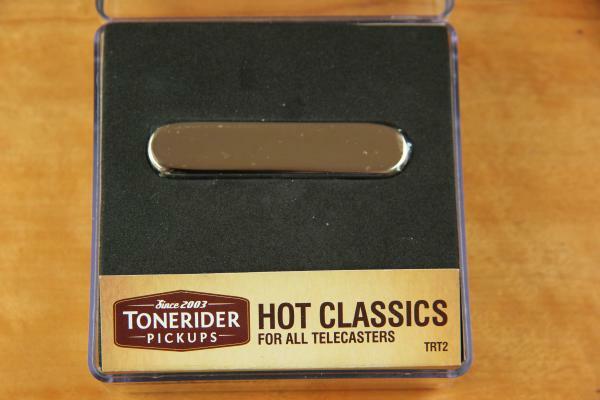 Since 2003
TONERIDER
PICKUPS
HOT CLASSICS
FOR ALL TELECASTERS
TRT2